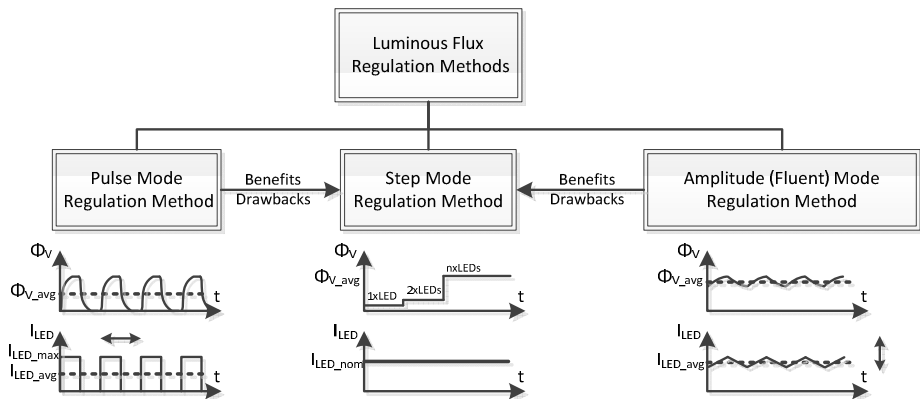 Luminous Flux
Regulation Methods
Pulse Mode
Regulation Method
Benefits
Drawbacks
Step Mode
Regulation Method
Benefits
Drawbacks
Amplitude (Fluent) Mode
Regulation Method
ΦV
ΦV_avg
t
ILED
ILED_max
ILED_avg
t
ΦV
ΦV_avg
1xLED
2xLEDs
nxLEDs
t
ILED
ILED_nom
t
ΦV
ΦV_avg
t
ILED
ILED_avg
t